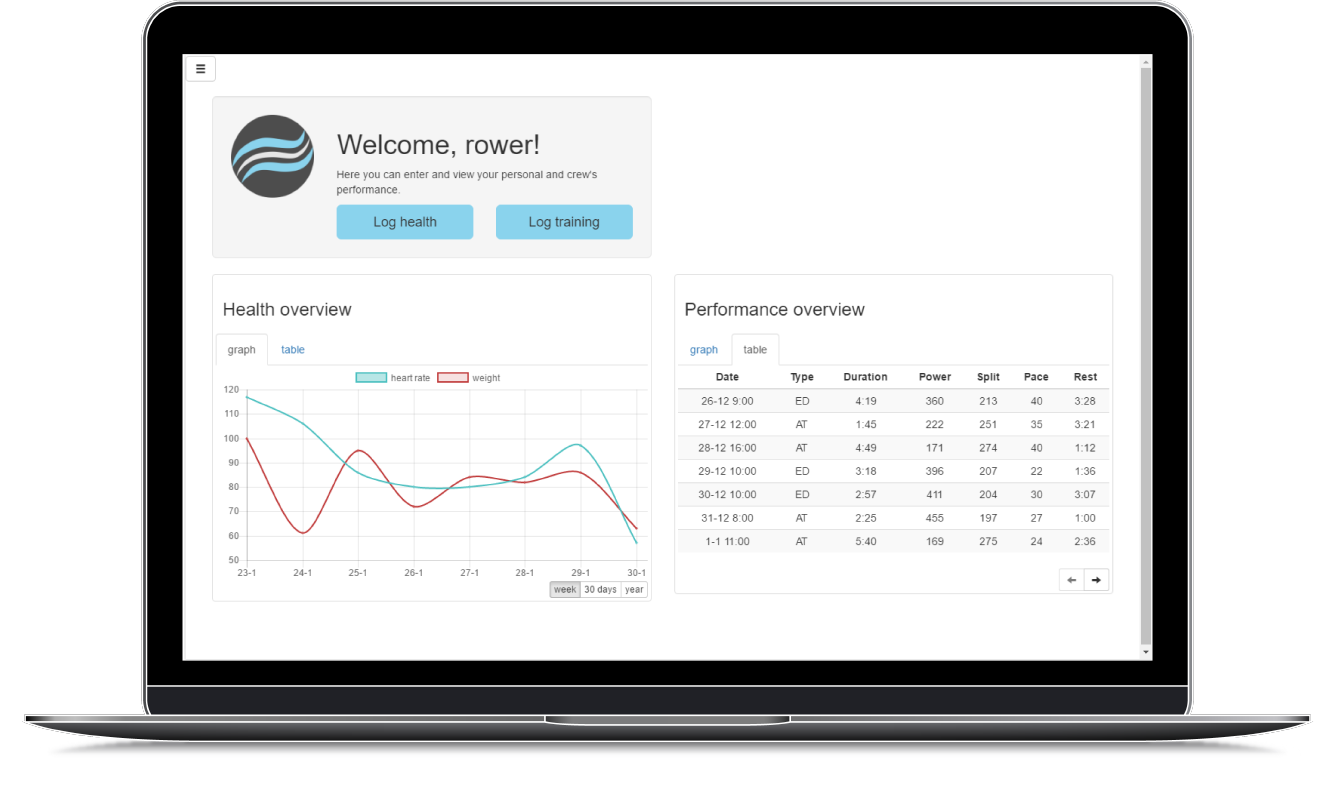 Welcome, rower!
Here you can enter and view your personal and crew's
performance.
Log health Log training
Health overview
graph table
heart rate weight
120
110
100
90
80
70
60
50
23-1 24-1 25-1 26-1 27-1 28-1 29-1 30-1
week 30 days year
Performance overview
graph table
Date Type Duration Power Split Pace Rest
26-12 9:00 ED 4:19 360 213 40 3:28
27-12 12:00 AT 1:45 222 251 35 3:21
28-12 16:00 AT 4:49 171 274 40 1:12
29-12 10:00 ED 3:18 396 207 22 1:36
30-12 10:00 ED 2:57 411 204 30 3:07
31-12 8:00 AT 2:25 455 197 27 1:00
1-1 11:00 AT 5:40 169 275 24 2:36